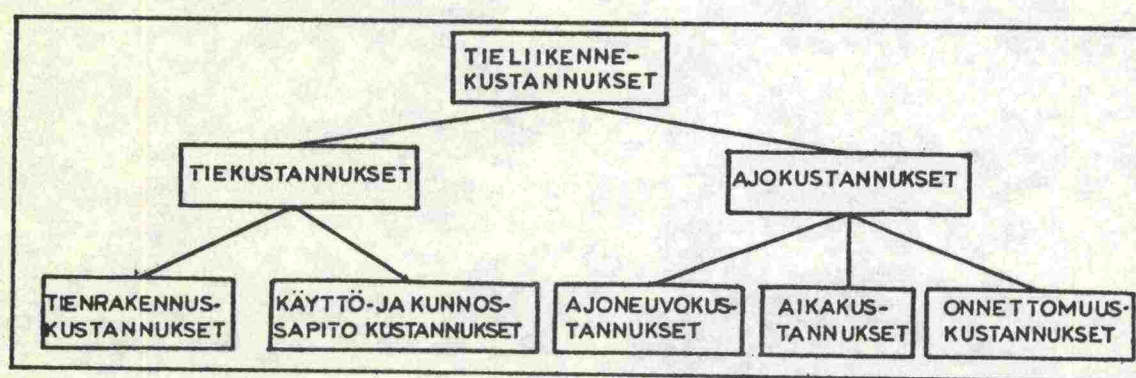 TIELIIKENNE-
KUSTANNUKSET
TIEKUSTANNUKSET
AJOKUSTANNUKSET
TIENRAKENNUS-
KUSTANNUKSET
KÄYTTÖ-JA KUNNOS-
SAPITO KUSTANNUKSET
AJONEUVOKUS-
TANNUKSET
AIKAKUS-
TANNUKSET
ONNETTOMUUS-
KUSTANNUKSET